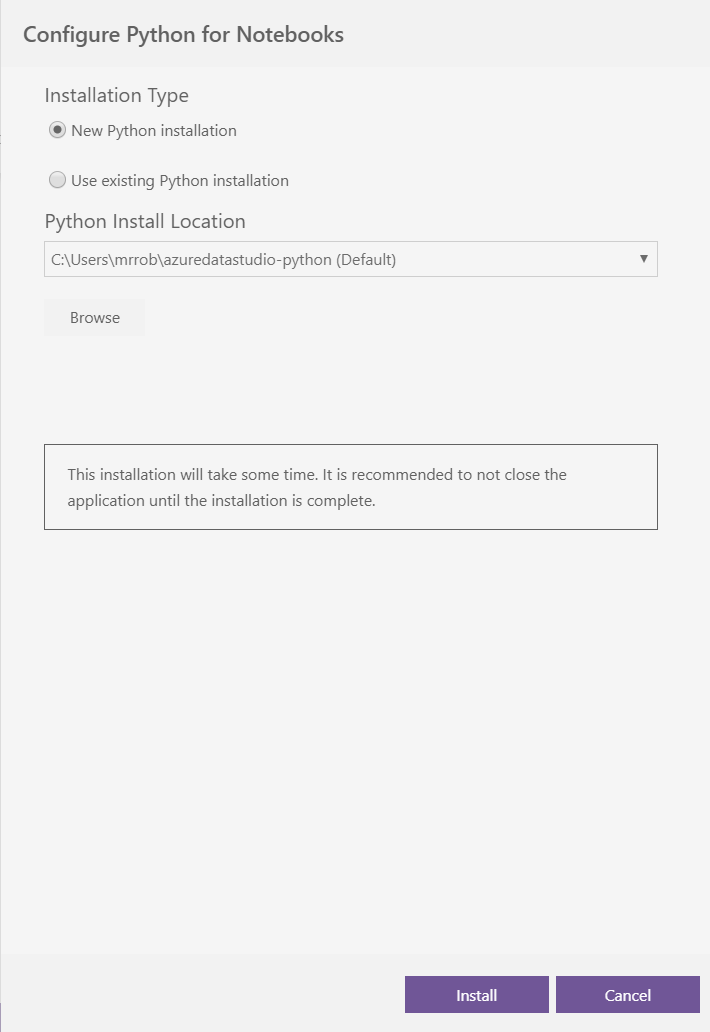 Configure Python for Notebooks
Installation Type
New Python installation
Use existing Python installation
Python Install Location
C:\Users\mrrob\azuredatastudio-python (Default)
Browse
This installation will take some time. It is recommended to not close the
application until the installation is complete.
Install
Cancel